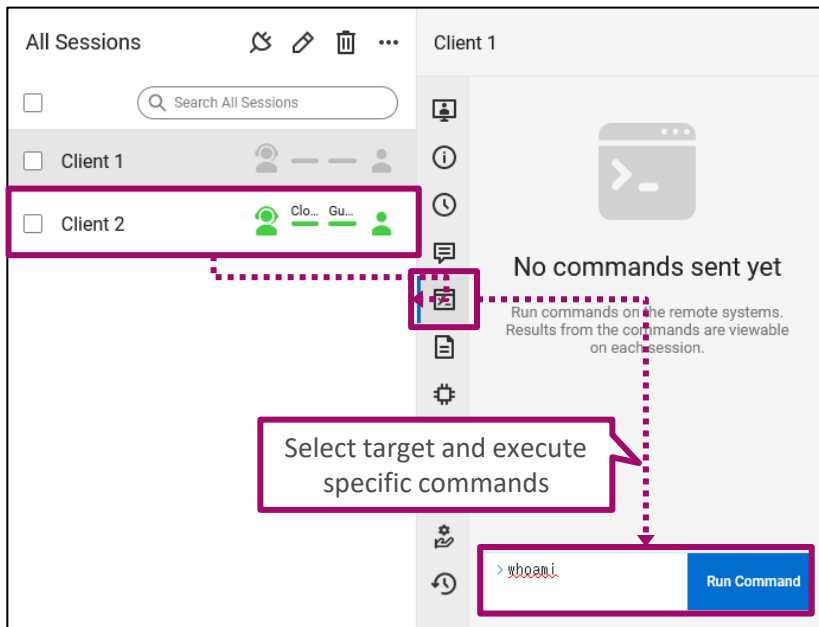 All Sessions
Client 1
Search All Sessions
Client 1
Client 2
Clo...
Gu...
No commands sent yet
Run commands on the remote systems.
Results from the commands are viewable
on each session.
Select target and execute
specific commands
> whoami
Run Command